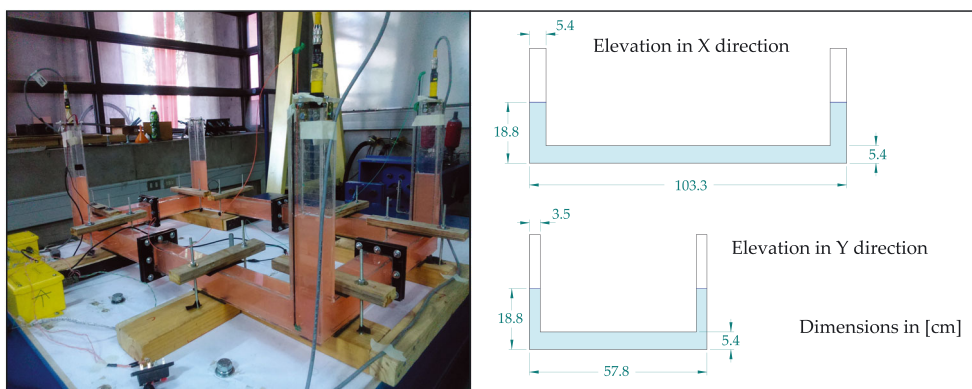 5.4
Elevation in X direction
18.8
5.4
103.3
3.5
Elevation in Y direction
18.8
Dimensions in [cm]
5.4
57.8